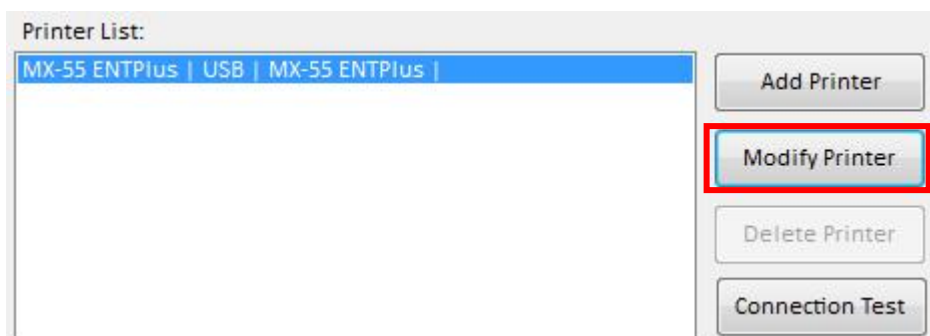 Printer List:
MX-55 ENTPlus | USB | MX-55 ENTPlus |
Add Printer
Modify Printer
Delete Printer
Connection Test